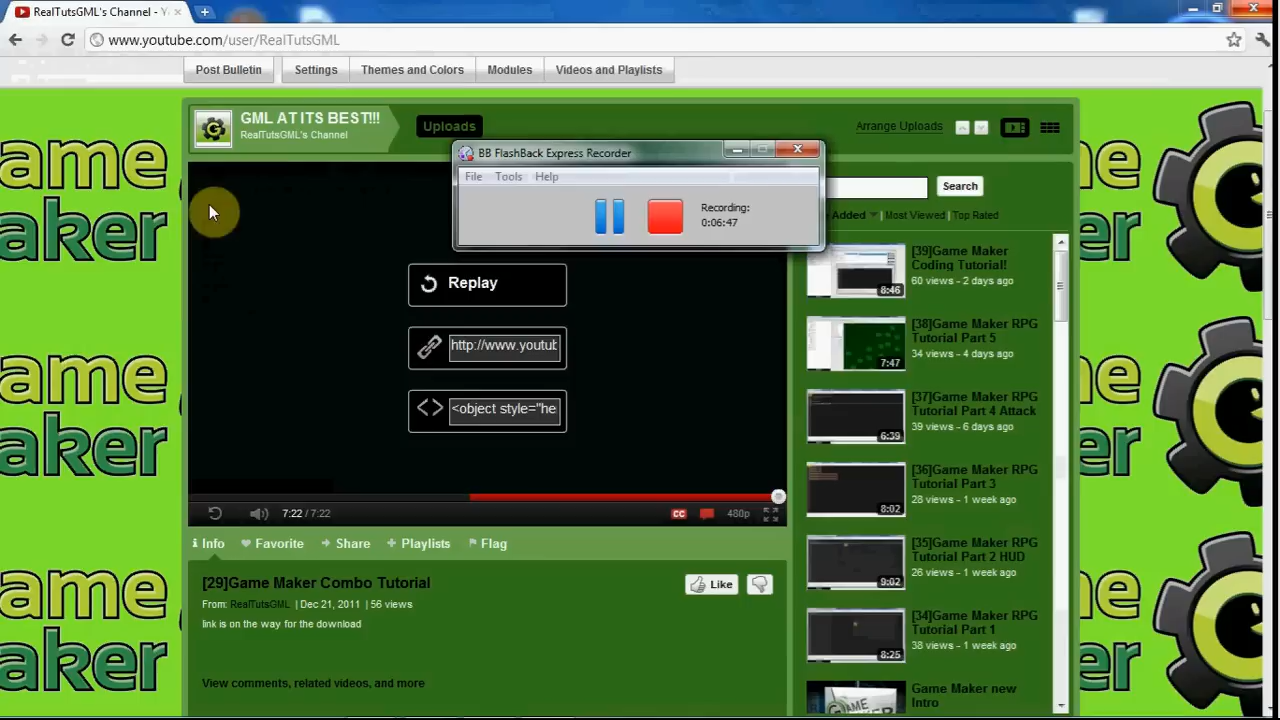 RealTutsGML's Channel - Y
www.youtube.com/user/RealTutsGML
Post Bulletin
Settings
Themes and Colors
Modules
Videos and Playlists
GML AT ITS BEST!!!
RealTutsGML's Channel
Uploads
Arrange Uploads
BB FlashBack Express Recorder
File Tools Help
Recording:
0:06:47
Search
Added | Most Viewed | Top Rated
Replay
http://www.youtub
<object style="he
7:22 / 7:22
CC
480p
Info
Favorite
Share
Playlists
Flag
[29]Game Maker Combo Tutorial
Like
From: RealTutsGML | Dec 21, 2011 | 56 views
link is on the way for the download
View comments, related videos, and more
[39]Game Maker
Coding Tutorial!
60 views - 2 days ago
8:46
[38]Game Maker RPG
Tutorial Part 5
34 views - 4 days ago
7:47
[37]Game Maker RPG
Tutorial Part 4 Attack
39 views - 6 days ago
6:39
[36]Game Maker RPG
Tutorial Part 3
28 views - 1 week ago
8:02
[35]Game Maker RPG
Tutorial Part 2 HUD
26 views - 1 week ago
9:02
[34]Game Maker RPG
Tutorial Part 1
38 views - 1 week ago
8:25
Game Maker new
Intro
GAME
MAKER
ame
aker
ame
aker
ame
aker
Game
Maker